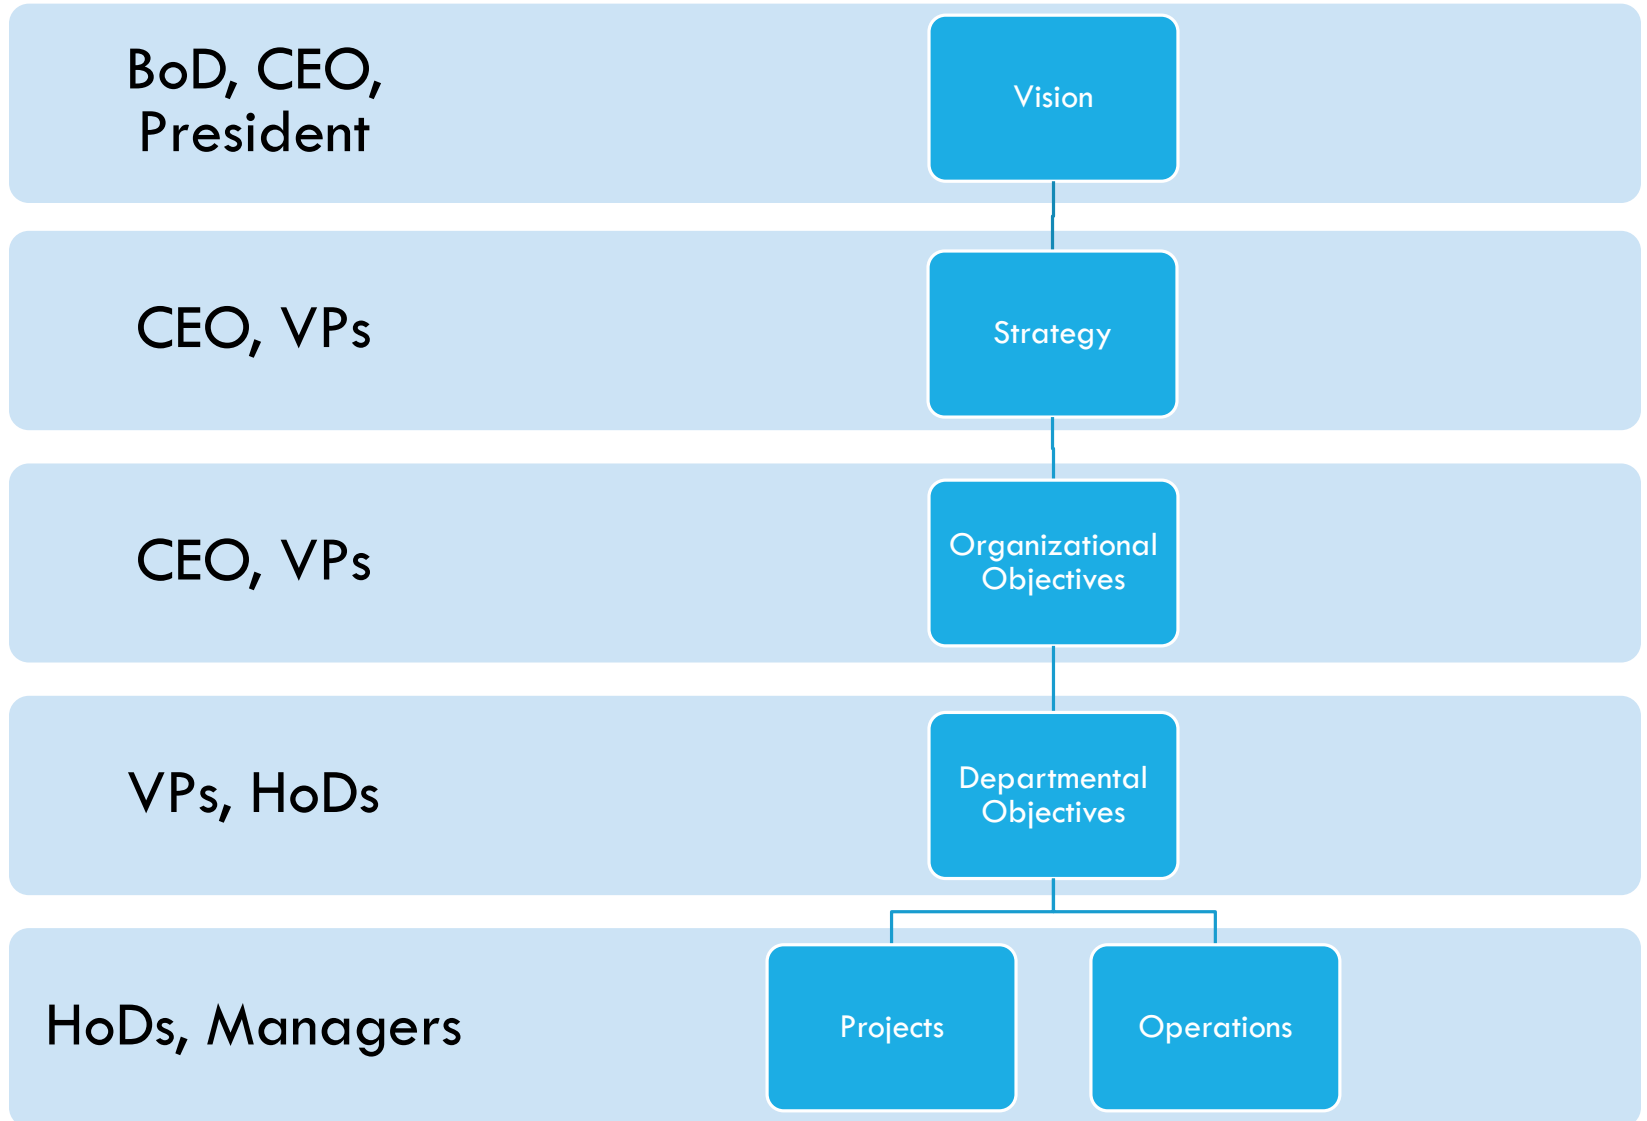 BoD, CEO,
President
Vision
CEO, VPs
Strategy
CEO, VPs
Organizational
Objectives
VPs, HoDs
Departmental
Objectives
HoDs, Managers
Projects
Operations